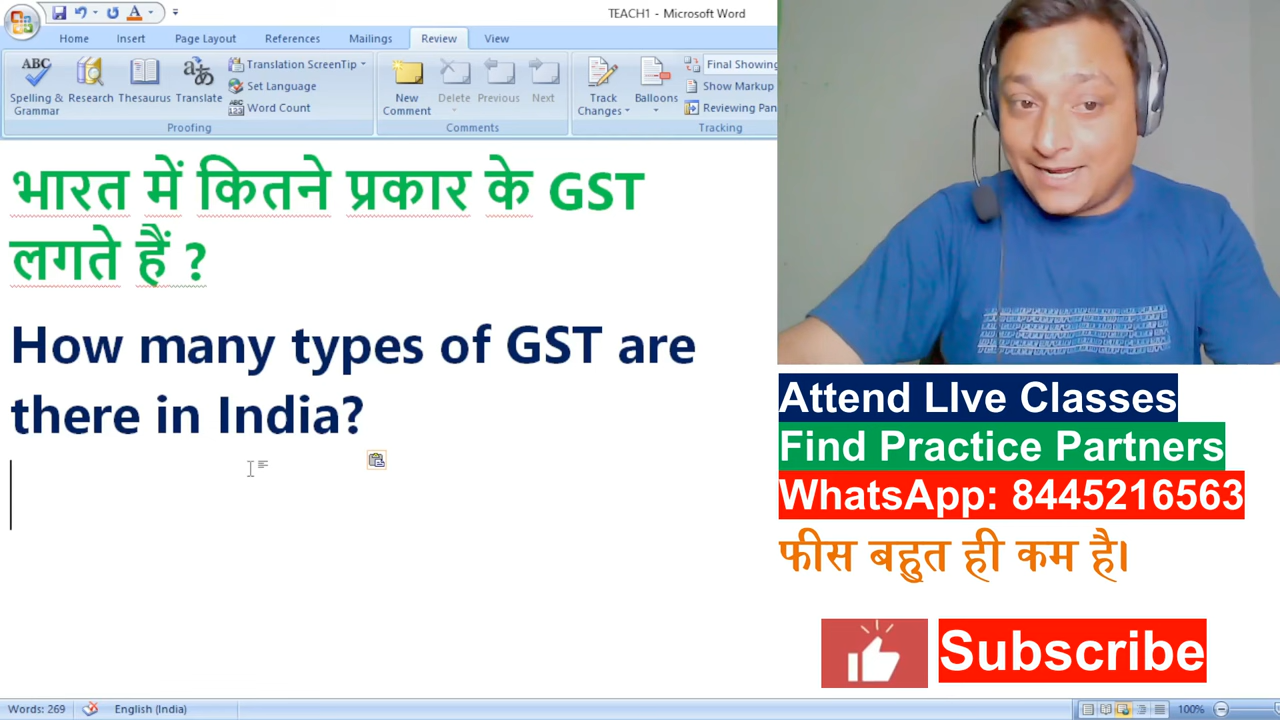 TEACH1 - Microsoft Word
Home Insert Page Layout References Mailings Review View
ABC
Spelling & Grammar
Research
Thesaurus
Translate
Translation ScreenTip
Set Language
ABC 123 Word Count
Proofing
New Comment
Delete
Previous
Next
Comments
Track Changes
Balloons
Final Showing
Show Markup
Reviewing Pan
Tracking
भारत में कितने प्रकार के GST
लगते हैं ?
How many types of GST are
there in India?
Attend LIve Classes
Find Practice Partners
WhatsApp: 8445216563
फीस बहुत ही कम है।
Subscribe
Words: 269 English (India) 100%